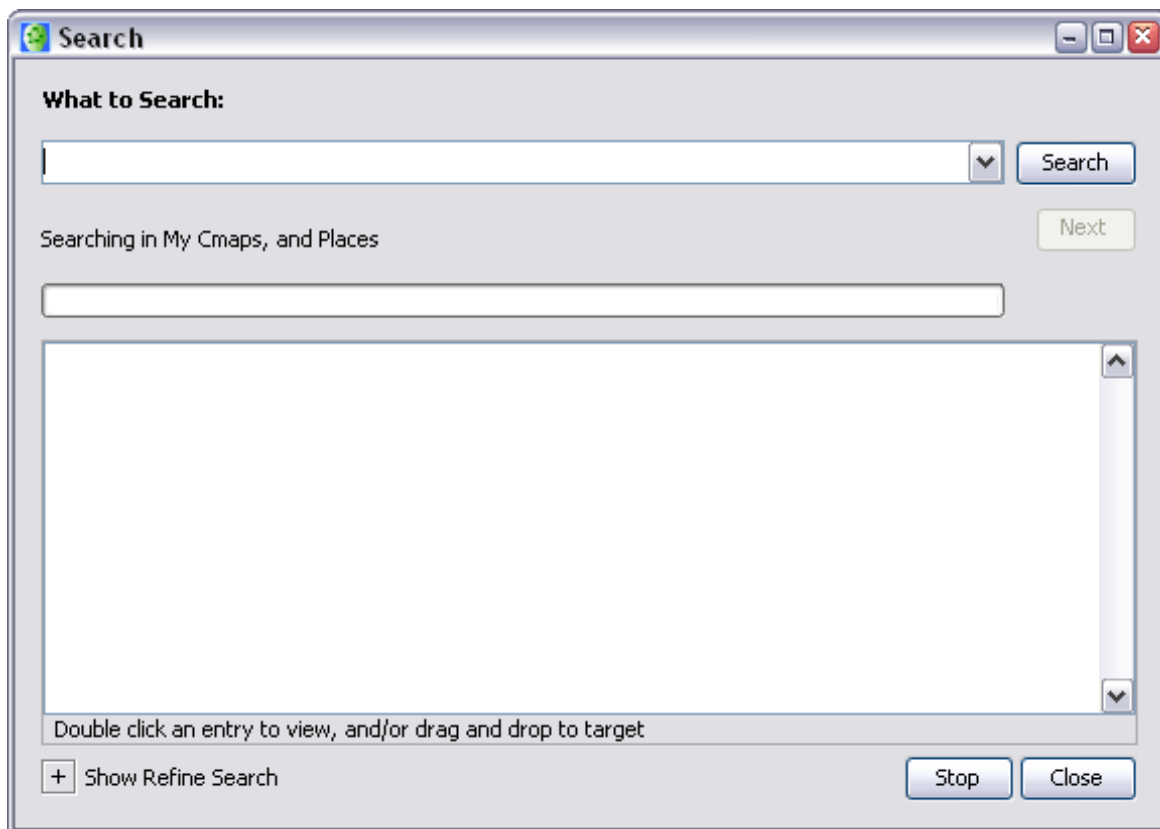 Search
What to Search:
Search
Next
Searching in My Cmaps, and Places
Double click an entry to view, and/or drag and drop to target
+ Show Refine Search
Stop
Close